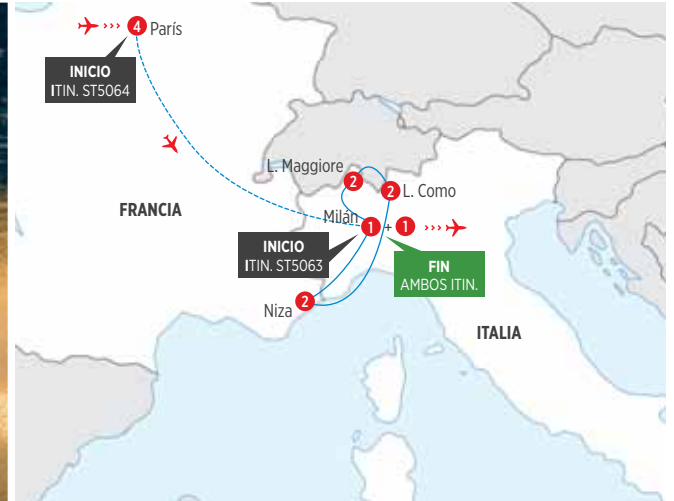 4 París
INICIO
ITIN. ST5064
L. Maggiore
2
2 L. Como
FRANCIA
Milán 1 + 1
INICIO
ITIN. ST5063
FIN
AMBOS ITIN.
Niza 2
ITALIA